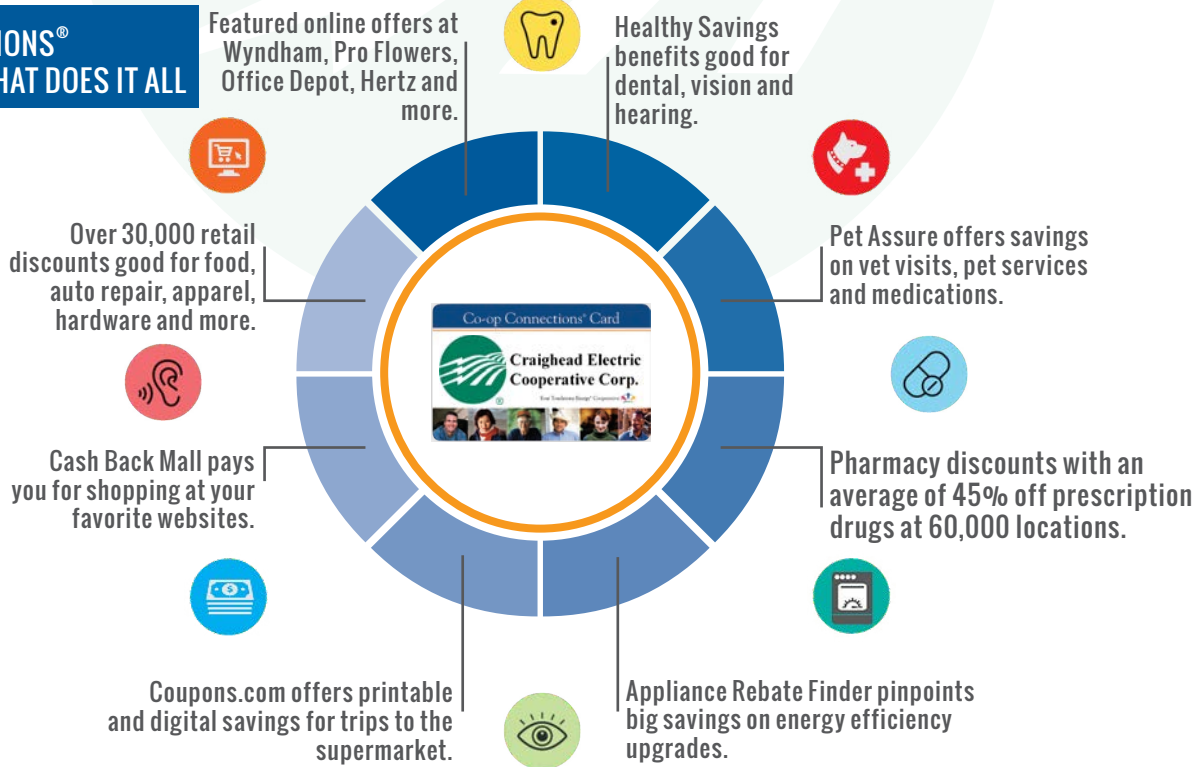 IONS®
HAT DOES IT ALL
Featured online offers at
Wyndham, Pro Flowers,
Office Depot, Hertz and
more.
Healthy Savings
benefits good for
dental, vision and
hearing.
Over 30,000 retail
discounts good for food,
auto repair, apparel,
hardware and more.
Pet Assure offers savings
on vet visits, pet services
and medications.
Co-op Connections® Card
Craighead Electric
Cooperative Corp.
Your Touchstone Energy® Cooperative
Cash Back Mall pays
you for shopping at your
favorite websites.
Pharmacy discounts with an
average of 45% off prescription
drugs at 60,000 locations.
Coupons.com offers printable
and digital savings for trips to the
supermarket.
Appliance Rebate Finder pinpoints
big savings on energy efficiency
upgrades.